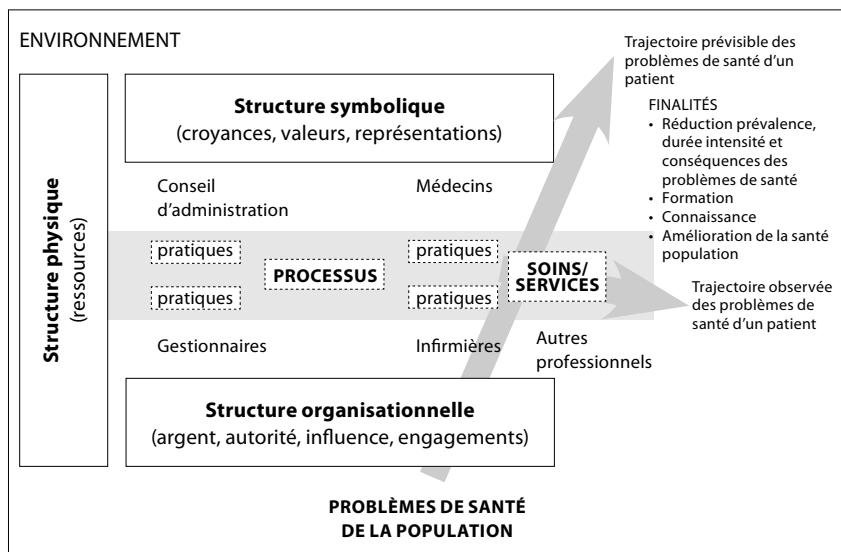 ENVIRONNEMENT
Structure physique
(ressources)
Structure symbolique
(croyances, valeurs, représentations)
Conseil
d’administration
Médecins
pratiques
pratiques
PROCESSUS
pratiques
pratiques
SOINS/
SERVICES
Gestionnaires
Infirmières
Autres
professionnels
Structure organisationnelle
(argent, autorité, influence, engagements)
PROBLÈMES DE SANTÉ
DE LA POPULATION
Trajectoire prévisible des
problèmes de santé d’un
patient
FINALITÉS
• Réduction prévalence,
durée intensité et
conséquences des
problèmes de santé
• Formation
• Connaissance
• Amélioration de la santé
population
Trajectoire observée
des problèmes de
santé d’un patient